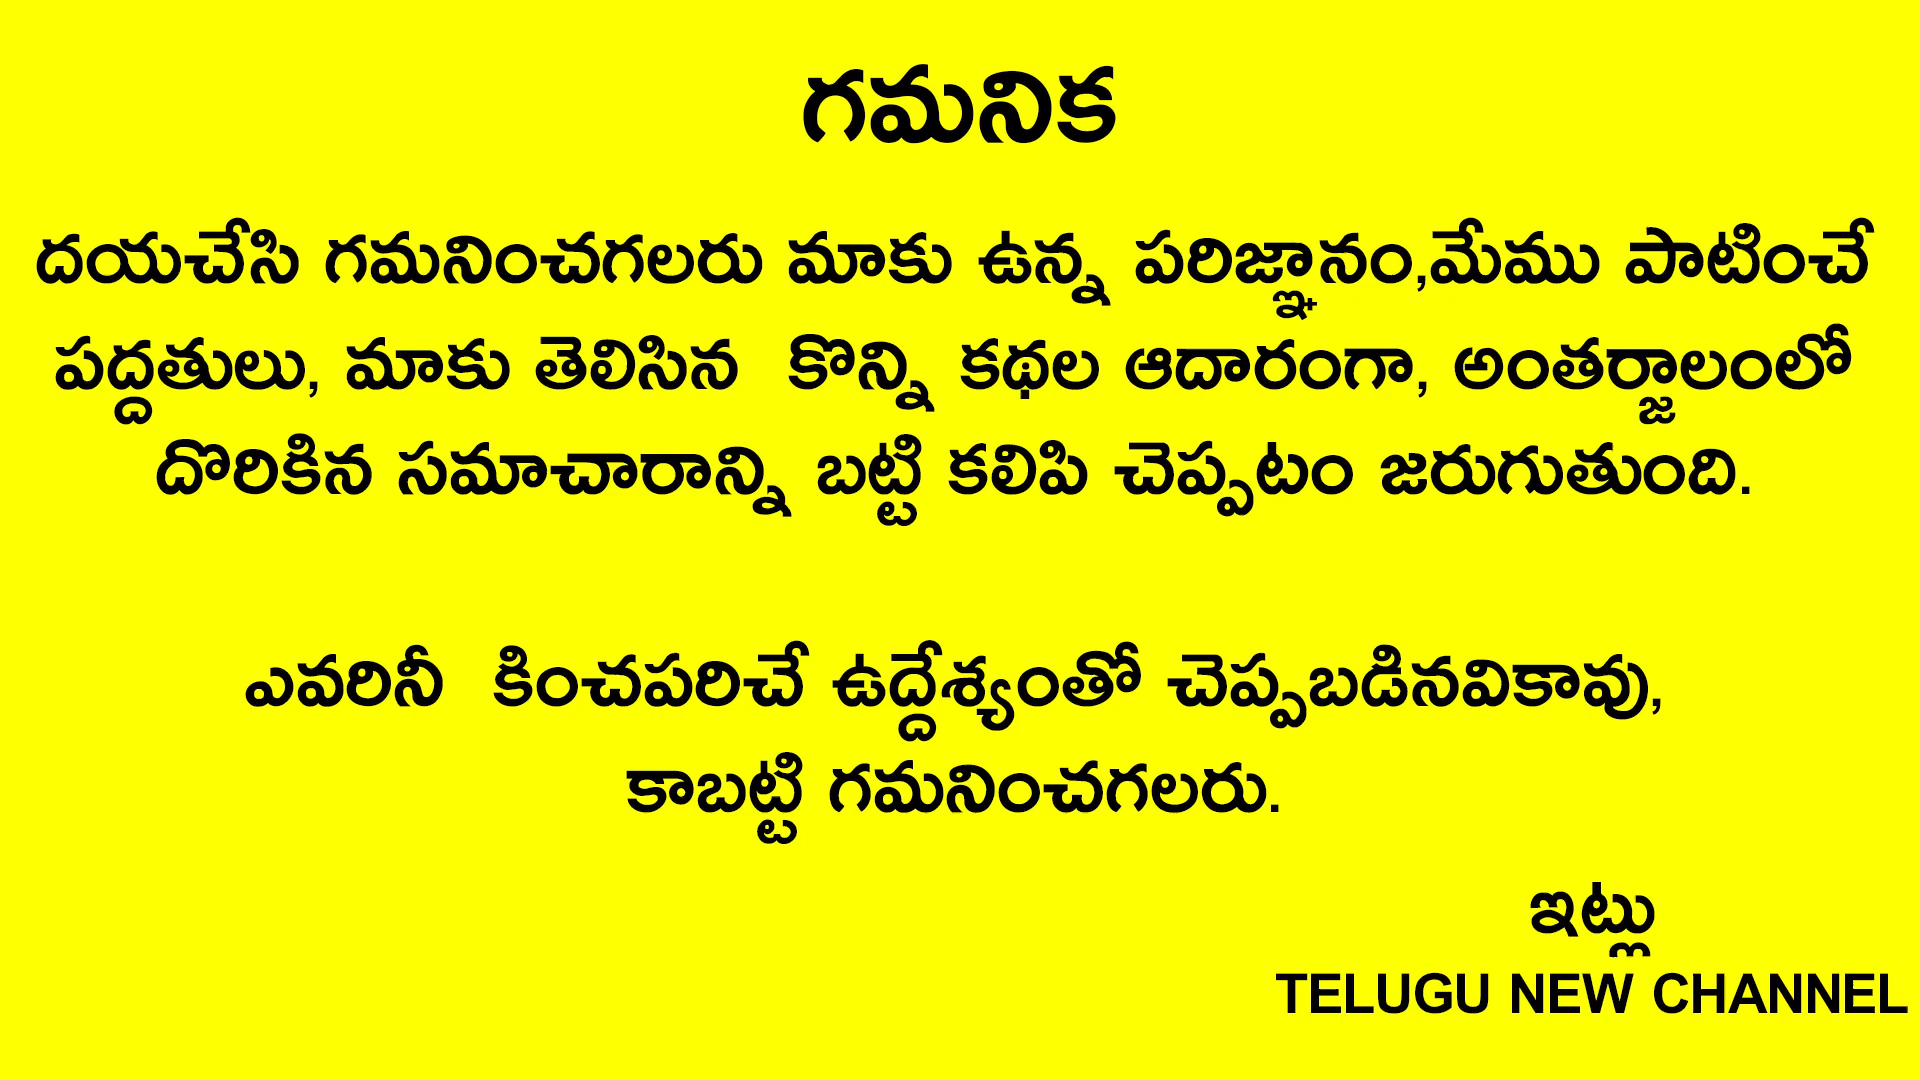 గమనిక
దయచేసి గమనించగలరు మాకు ఉన్న పరిజ్ఞానం,మేము పాటించే
పద్దతులు, మాకు తెలిసిన కొన్ని కథల ఆదారంగా, అంతర్జాలంలో
దొరికిన సమాచారాన్ని బట్టి కలిపి చెప్పటం జరుగుతుంది.
ఎవరినీ కించపరిచే ఉద్దేశ్యంతో చెప్పబడినవికావు,
కాబట్టి గమనించగలరు.
ఇట్లు
TELUGU NEW CHANNEL